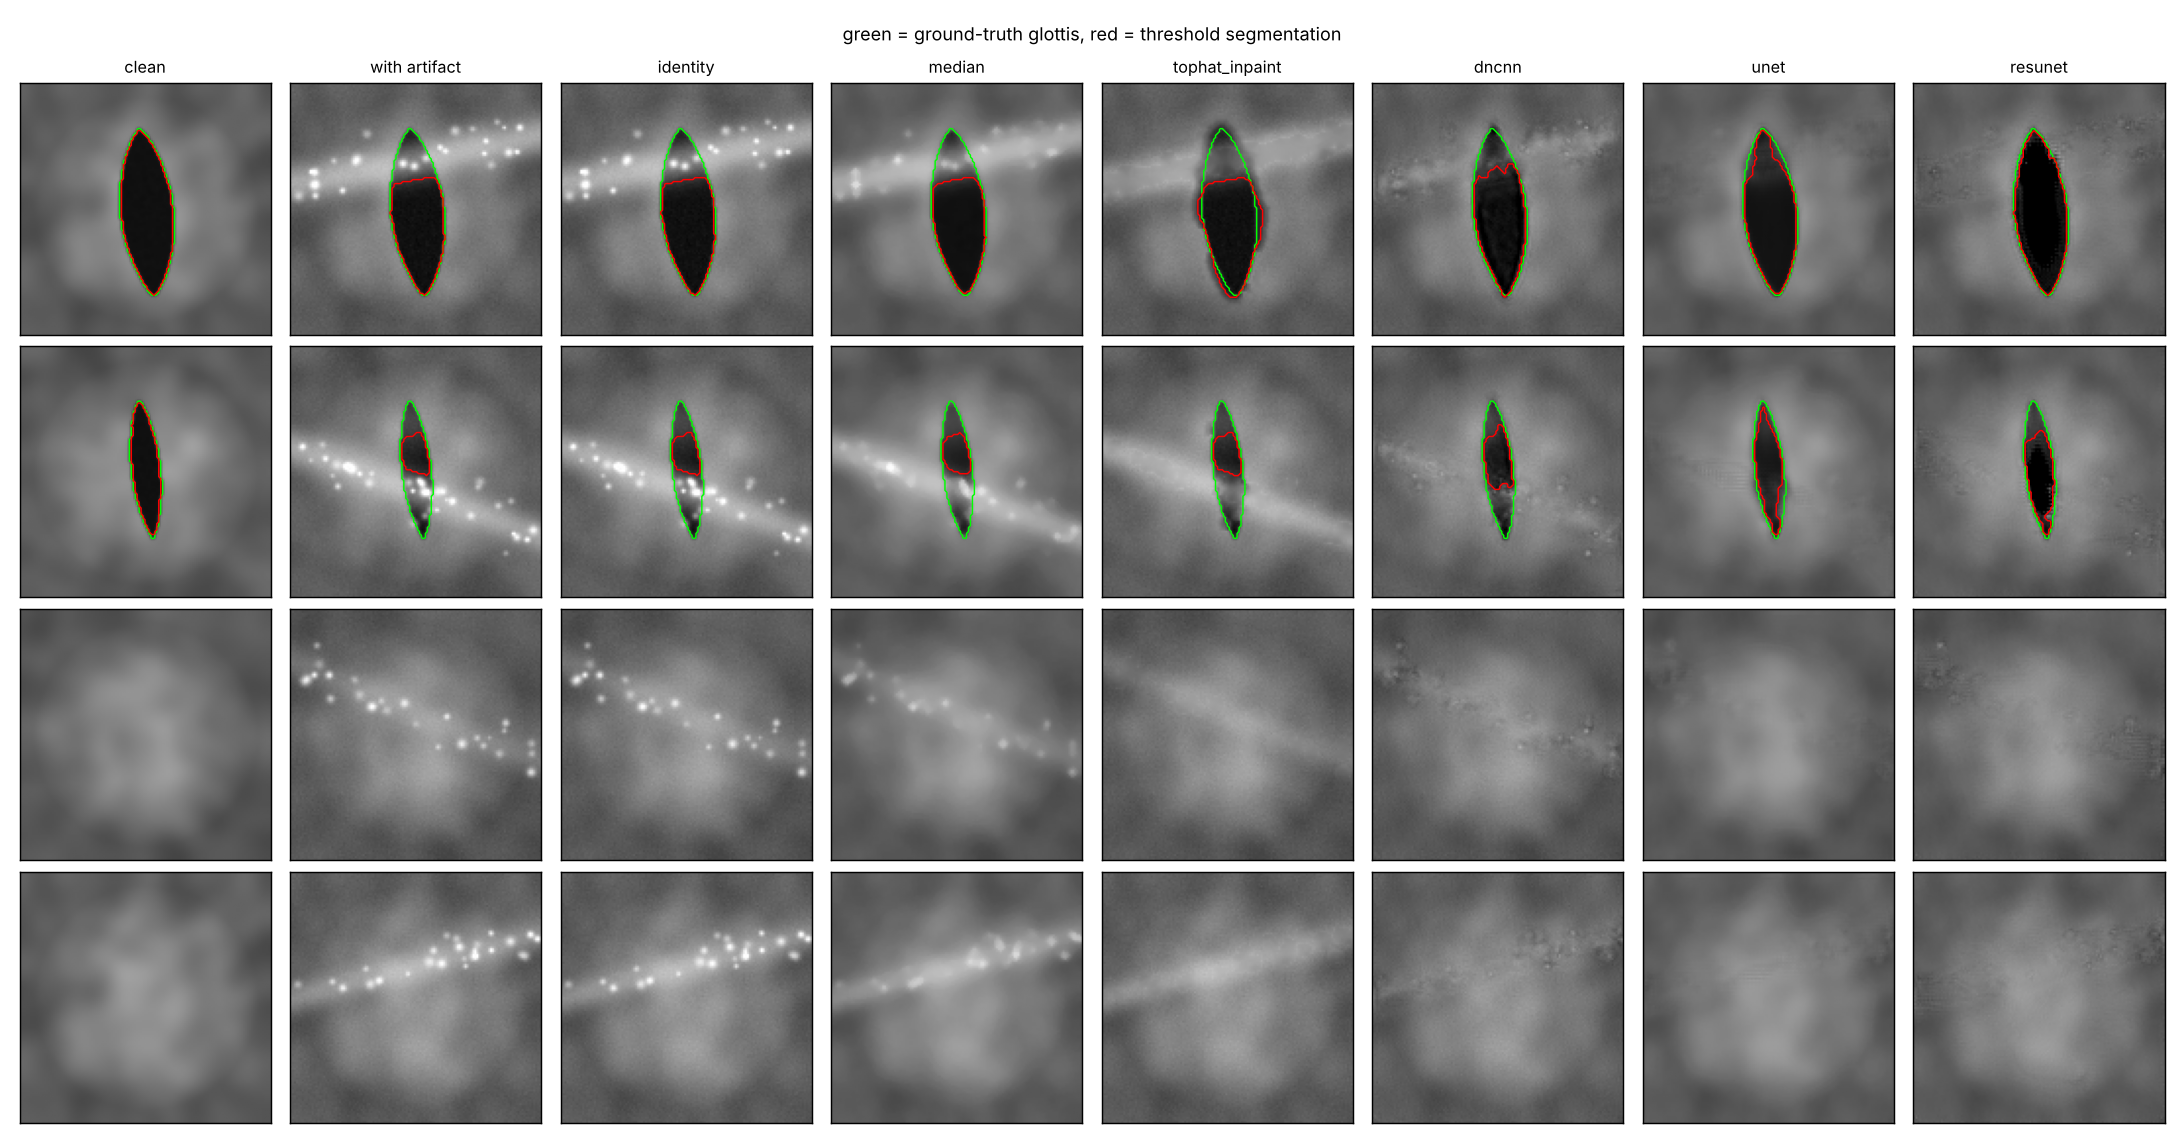 green = ground-truth glottis, red = threshold segmentation
clean with artifact identity median tophat_inpaint dncnn unet resunet